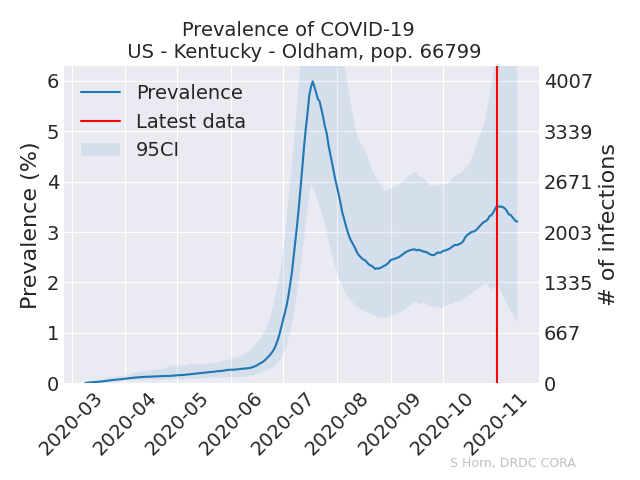 Prevalence of COVID-19
US - Kentucky - Oldham, pop. 66799
Prevalence (%)
6
5
4
3
2
1
0
Prevalence
Latest data
95CI
4007
3339
2671
2003
1335
667
0
# of infections
2020-03
2020-04
2020-05
2020-06
2020-07
2020-08
2020-09
2020-10
2020-11
S Horn, DRDC CORA